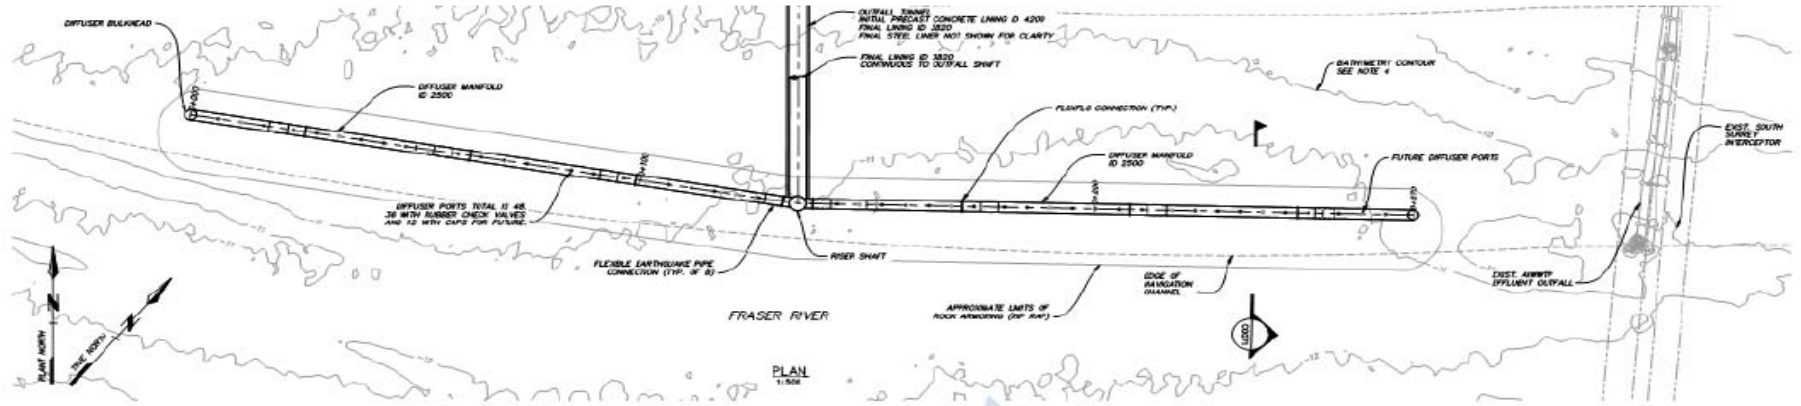 DIFFUSER BULKHEAD
OUTFALL TUNNEL
INITIAL PRECAST CONCRETE LINING ID 4200
FINAL LINING ID 3820
FINAL STEEL LINER NOT SHOWN FOR CLARITY
FINAL LINING ID 3820
CONTINUOUS TO OUTFALL SHAFT
BATHYMETRY CONTOUR
SEE NOTE 4
DIFFUSER MANIFOLD
ID 2500
CONNECTION (TYP.)
EXIST. SOUTH
SURREY
INTERCEPTOR
DIFFUSER MANIFOLD
ID 2500
FUTURE DIFFUSER PORTS
DIFFUSER PORTS TOTAL IS 48.
36 WITH RUBBER CHECK VALVES
AND 12 WITH CAPS FOR FUTURE.
FLEXIBLE EARTHQUAKE PIPE
CONNECTION (TYP. OF 8)
RISER SHAFT
EDGE OF
NAVIGATION
CHANNEL
EXIST. AIWWTP
EFFLUENT OUTFALL
APPROXIMATE LIMITS OF
ROCK ARMORING (RIP RAP)
FRASER RIVER
N
PLANT NORTH
N
TRUE NORTH
PLAN